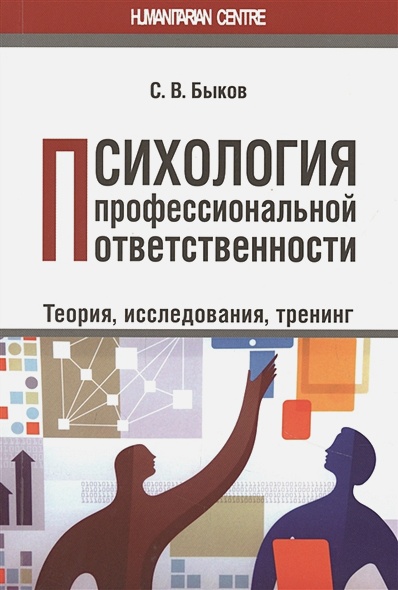 HUMANITARIAN CENTRE
С. В. Быков
ПСИХОЛОГИЯ
профессиональной
ответственности
Теория, исследования, тренинг